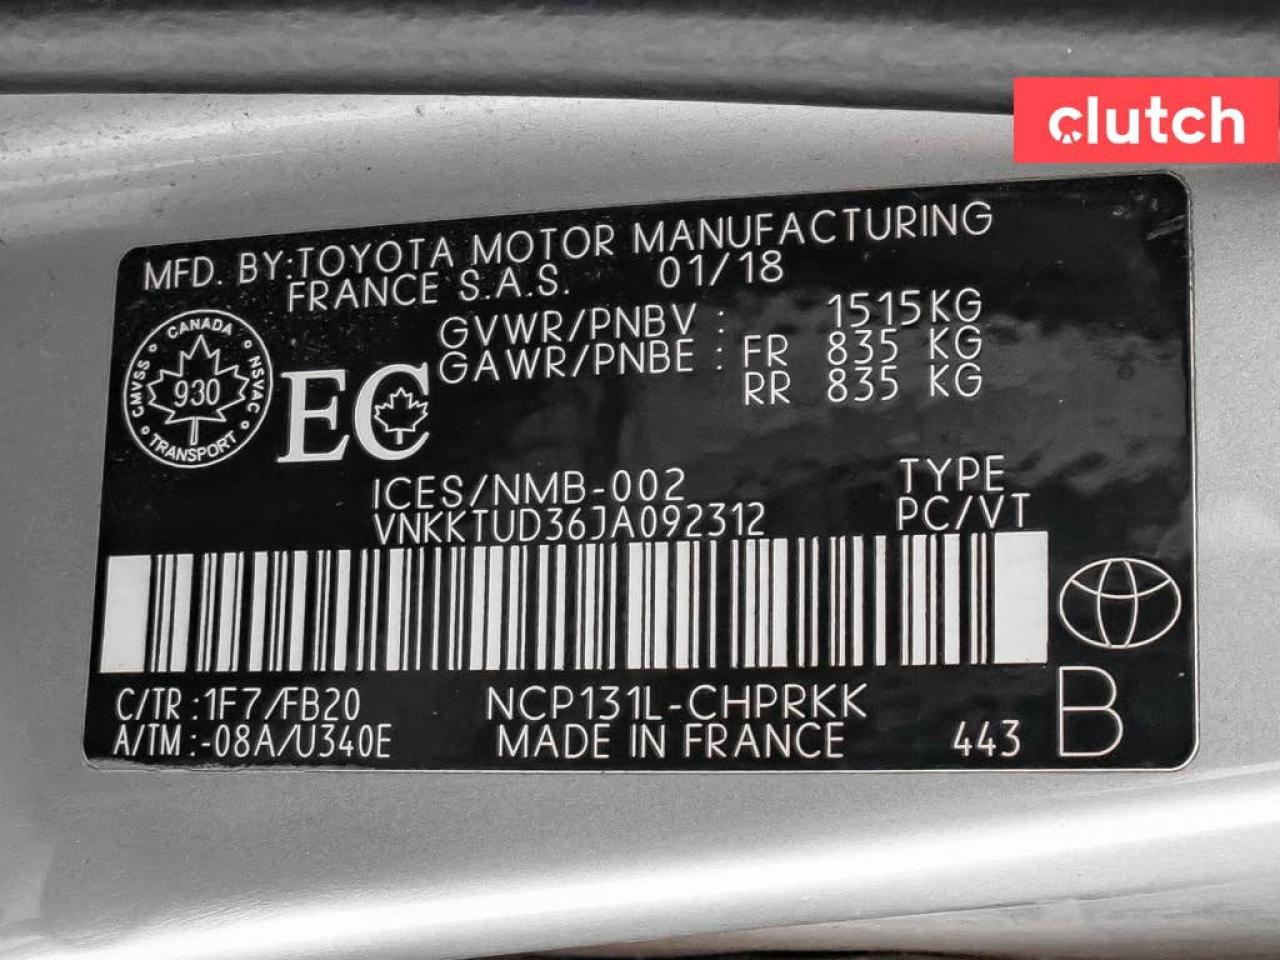 clutch
MFD. BY:TOYOTA MOTOR MANUFACTURING
FRANCE S.A.S. 01/18
GVWR/PNBV : 1515KG
GAWR/PNBE : FR 835 KG
RR 835 KG
CANADA
CMVSS
NSVAC
930
TRANSPORT
EC
ICES/NMB-002
TYPE
VNKKTUD36JA092312
PC/VT
C/TR :1F7/FB20
NCP131L-CHPRKK
A/TM :-08A/U340E
MADE IN FRANCE
443
B